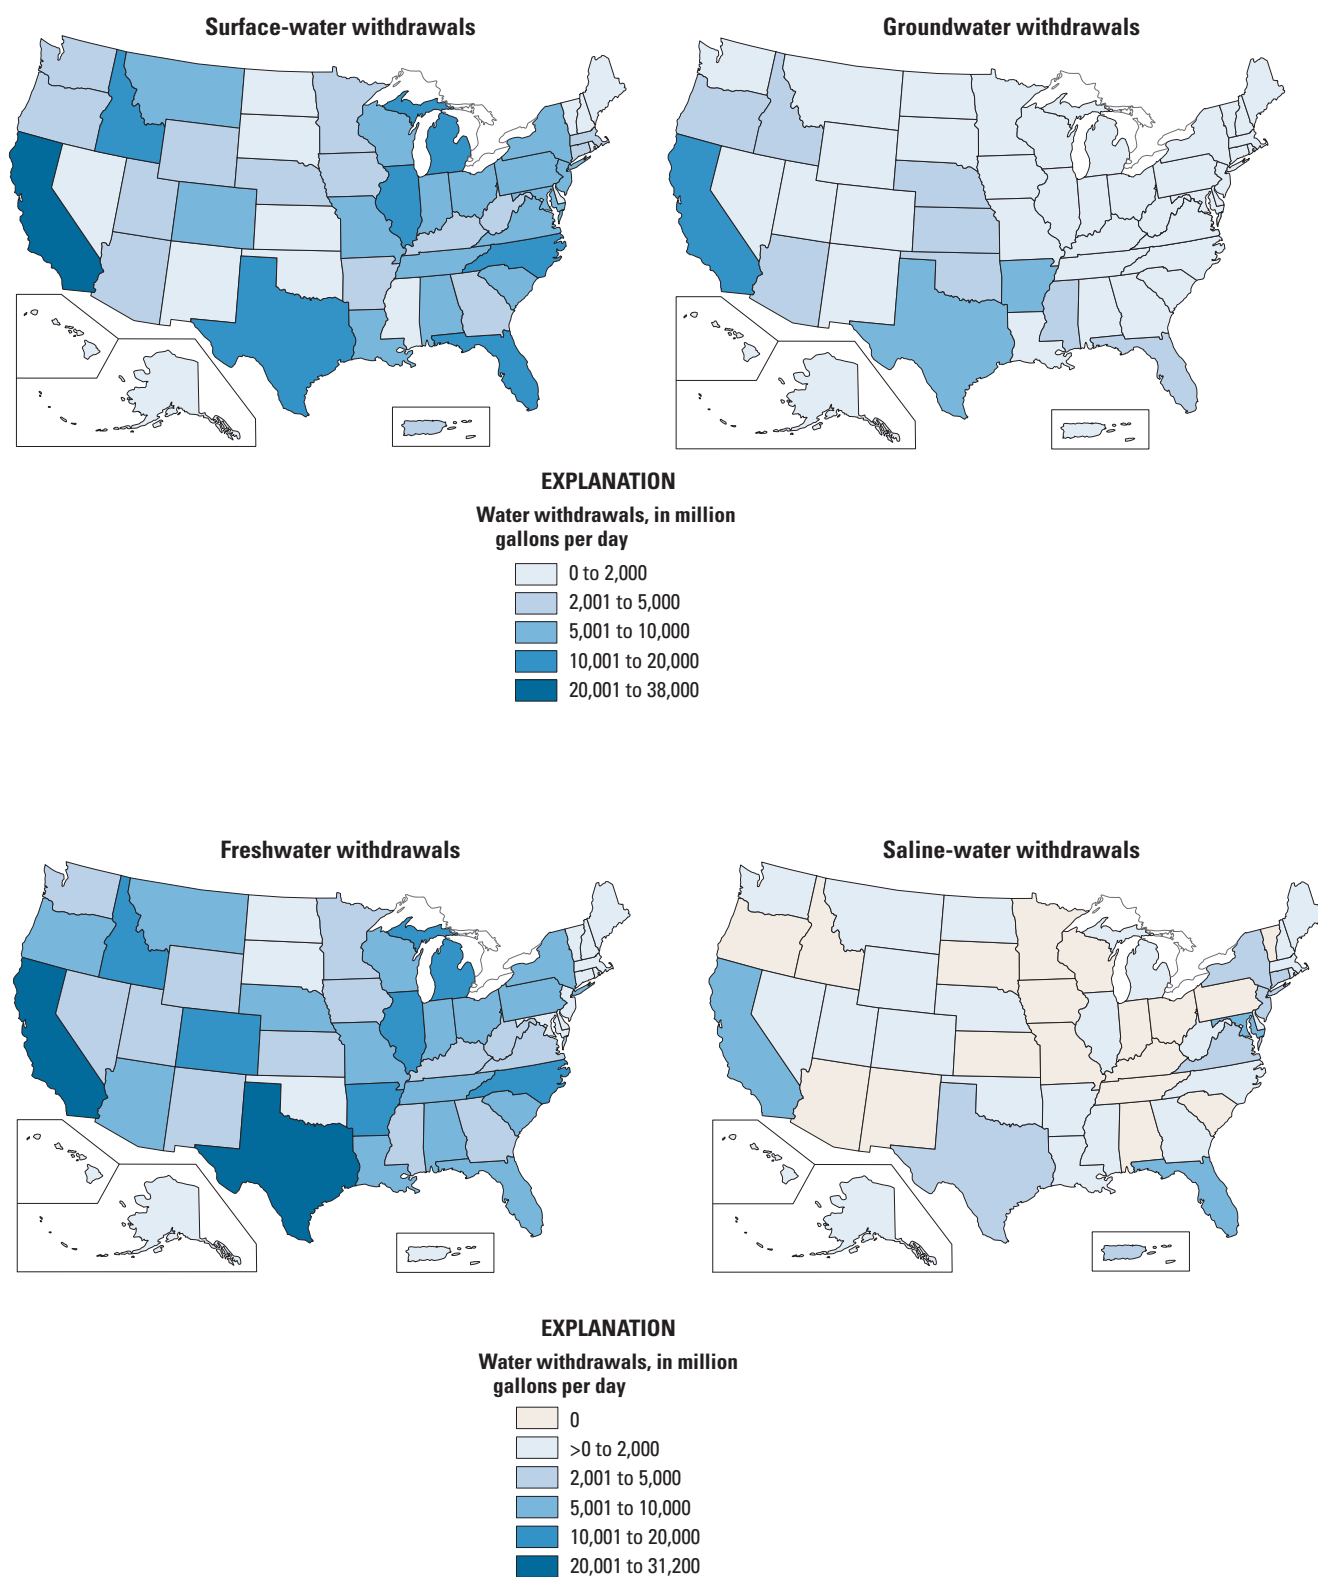 Surface-water withdrawals
Groundwater withdrawals
EXPLANATION
Water withdrawals, in million
gallons per day
0 to 2,000
2,001 to 5,000
5,001 to 10,000
10,001 to 20,000
20,001 to 38,000
Freshwater withdrawals
Saline-water withdrawals
EXPLANATION
Water withdrawals, in million
gallons per day
0
>0 to 2,000
2,001 to 5,000
5,001 to 10,000
10,001 to 20,000
20,001 to 31,200